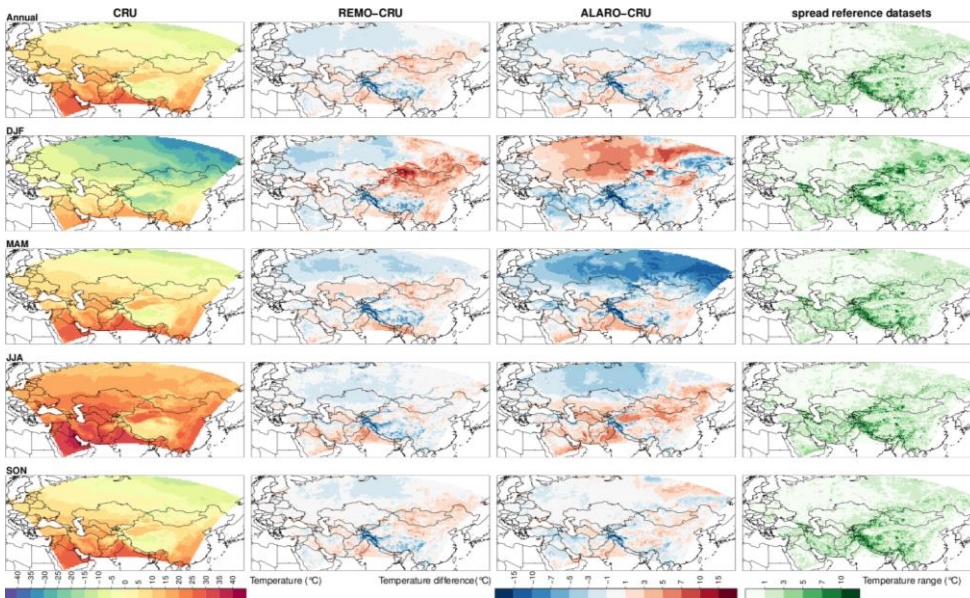 CRU REMO−CRU ALARO−CRU spread reference datasets
Annual
DJF
MAM
JJA
SON
Temperature (°C) Temperature difference(°C) Temperature range (°C)
−40 −35 −30 −25 −20 −15 −10 −5 0 5 10 15 20 25 30 35 40
−15 −10 −7 −5 −3 −1 1 3 5 7 10 15
1 3 5 7 10